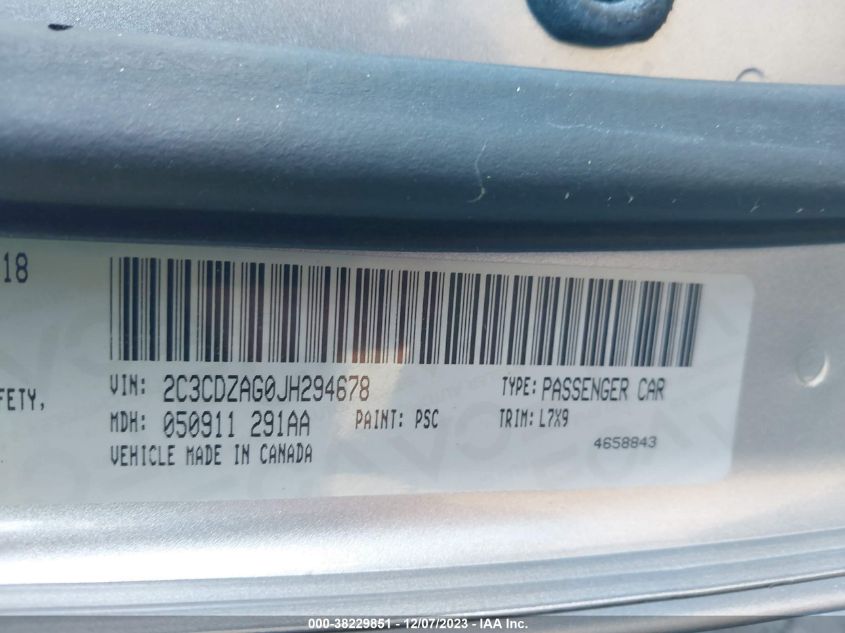 18
FETY,
VIN: 2C3CDZAG0JH294678 TYPE: PASSENGER CAR
MDH: 050911 291AA PAINT: PSC TRIM: L7X9
VEHICLE MADE IN CANADA 4658843
000-38229851 - 12/07/2023 - IAA Inc.